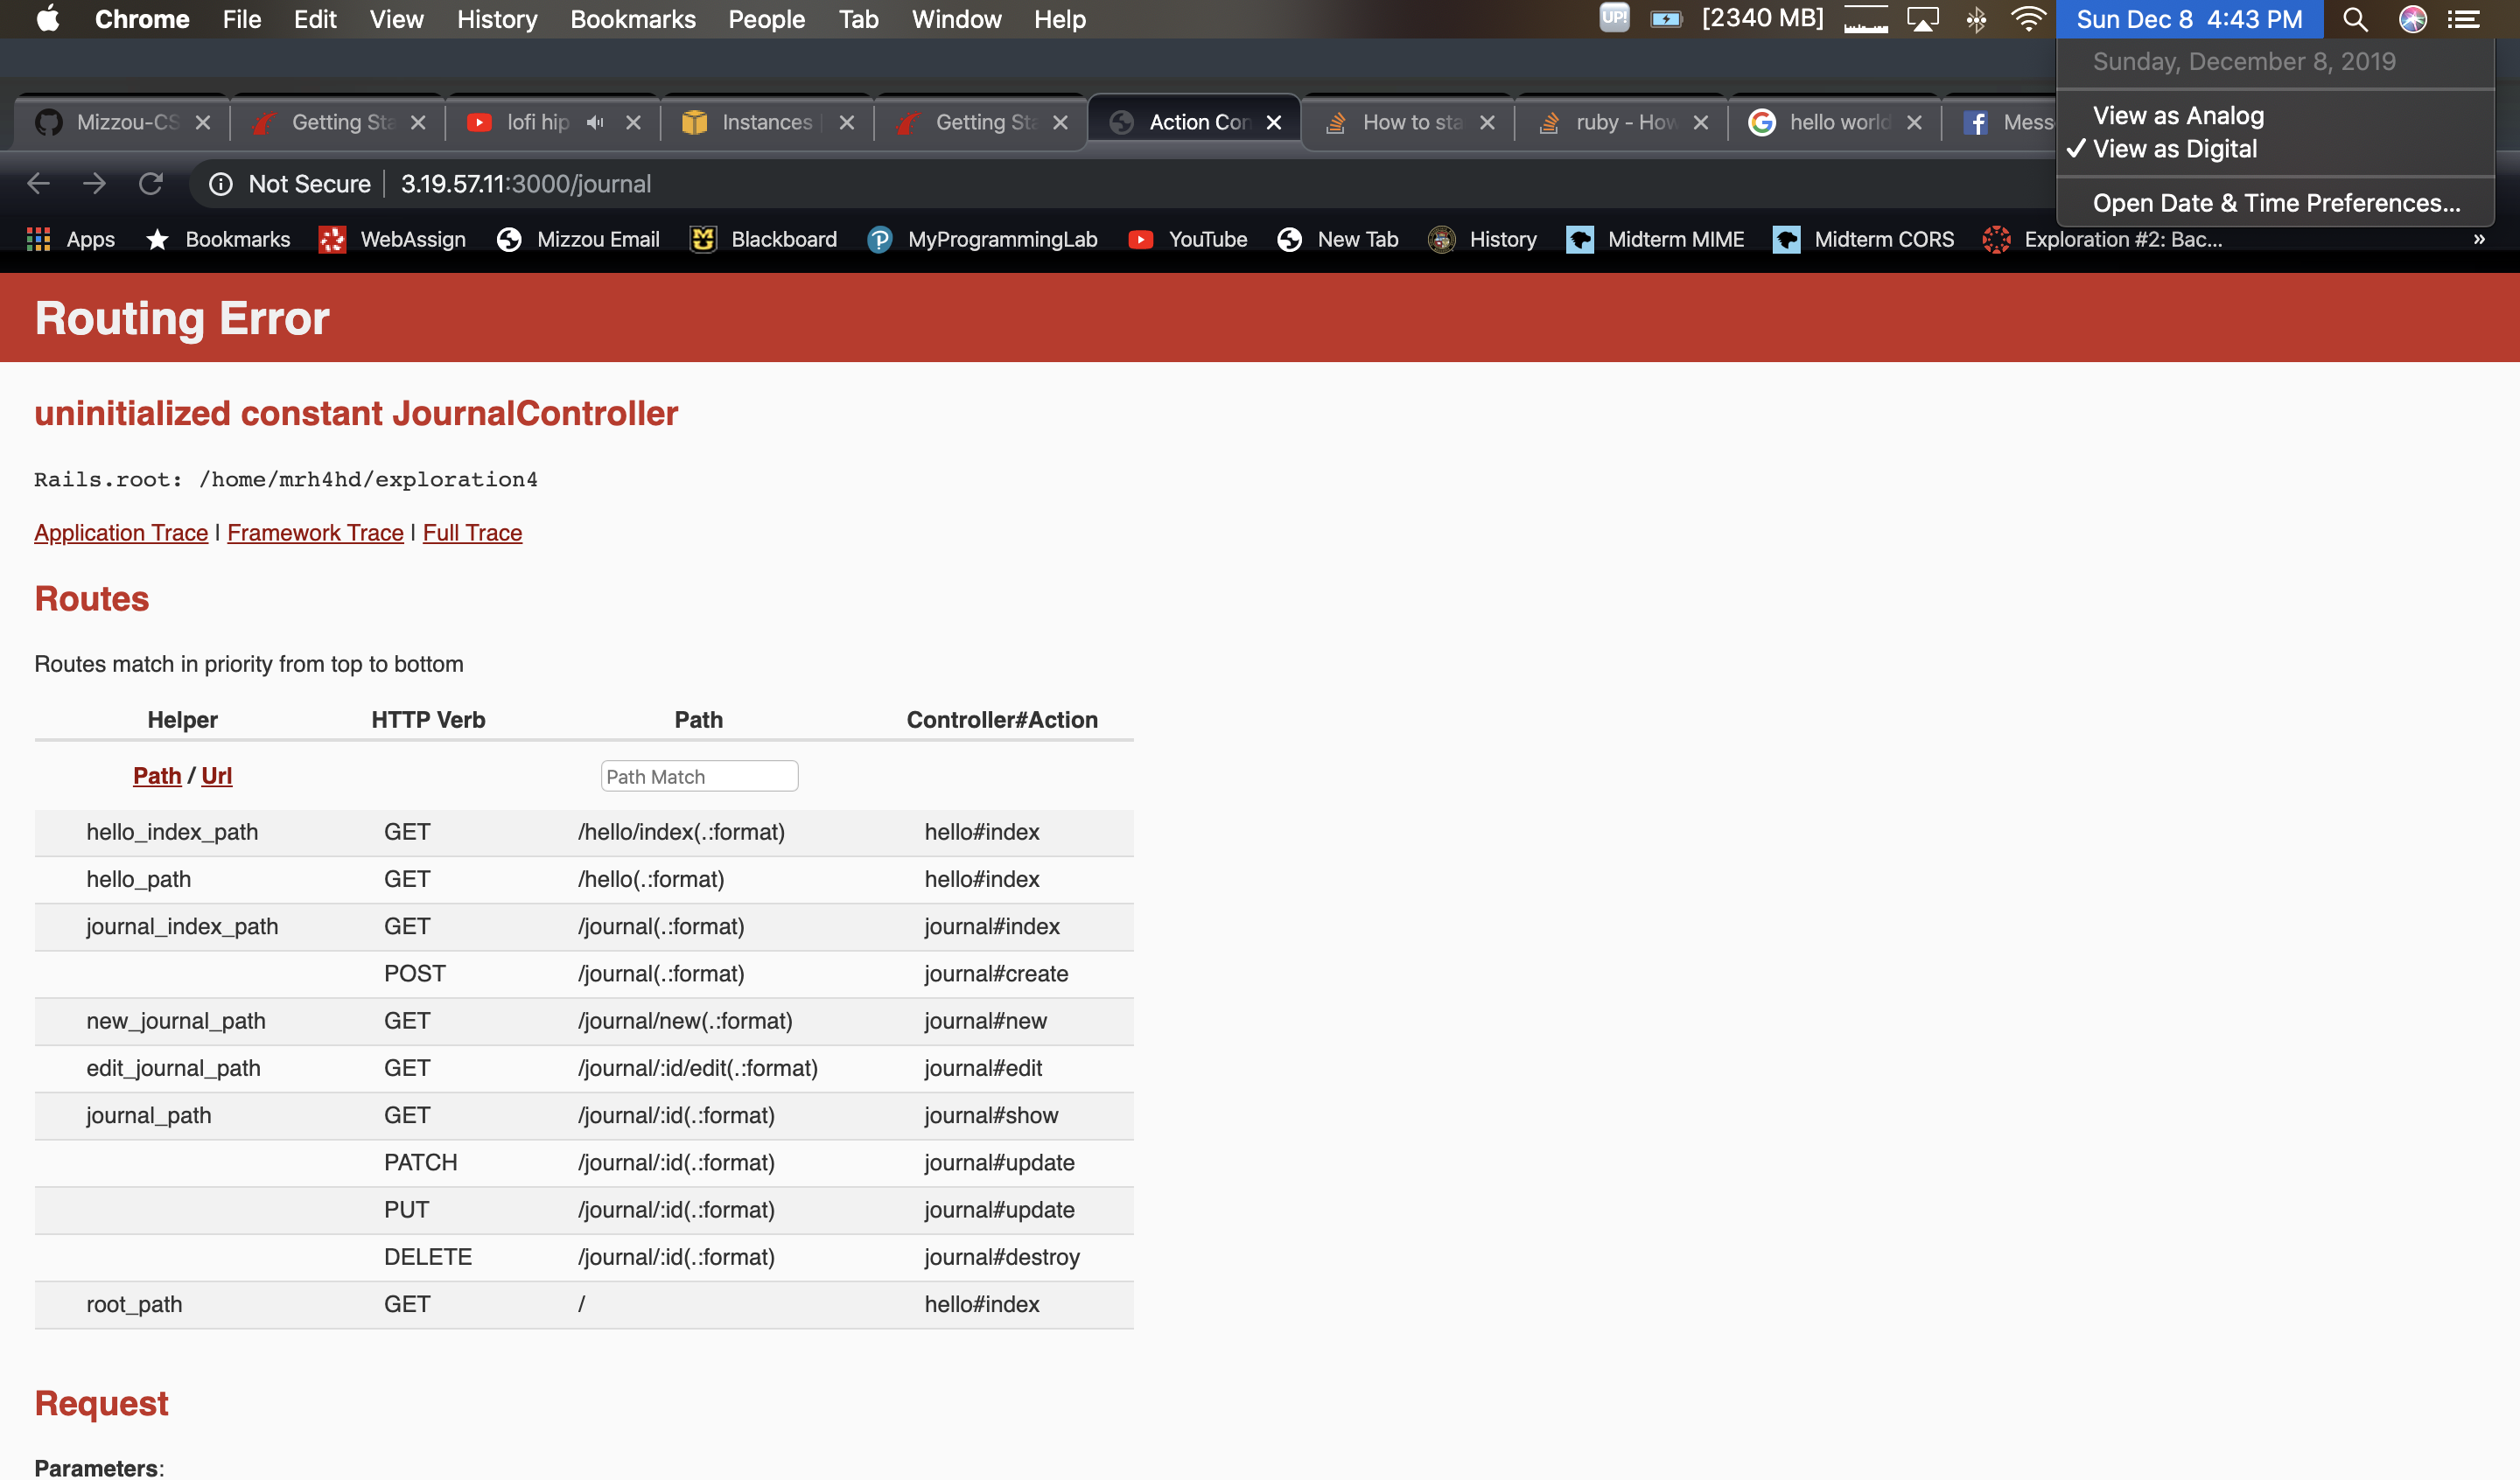 Chrome File Edit View History Bookmarks People Tab Window Help UP! [2340 MB] Sun Dec 8 4:43 PM
Sunday, December 8, 2019
View as Analog
✓ View as Digital
Open Date & Time Preferences...
Mizzou-CS Getting Sta lofi hip Instances Getting Sta Action Con How to sta ruby - How hello world Mess
Not Secure 3.19.57.11:3000/journal
Apps Bookmarks WebAssign Mizzou Email Blackboard MyProgrammingLab YouTube New Tab History Midterm MIME Midterm CORS Exploration #2: Bac... »
Routing Error
uninitialized constant JournalController
Rails.root: /home/mrh4hd/exploration4
Application Trace | Framework Trace | Full Trace
Routes
Routes match in priority from top to bottom
Helper HTTP Verb Path Controller#Action
Path / Url Path Match
hello_index_path GET /hello/index(.:format) hello#index
hello_path GET /hello(.:format) hello#index
journal_index_path GET /journal(.:format) journal#index
POST /journal(.:format) journal#create
new_journal_path GET /journal/new(.:format) journal#new
edit_journal_path GET /journal/:id/edit(.:format) journal#edit
journal_path GET /journal/:id(.:format) journal#show
PATCH /journal/:id(.:format) journal#update
PUT /journal/:id(.:format) journal#update
DELETE /journal/:id(.:format) journal#destroy
root_path GET / hello#index
Request
Parameters: